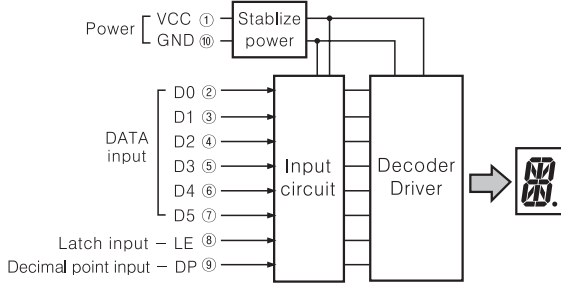 Power
VCC ①
GND ⑩
Stablize
power
DATA
input
D0 ②
D1 ③
D2 ④
D3 ⑤
D4 ⑥
D5 ⑦
Latch input – LE ⑧
Decimal point input – DP ⑨
Input
circuit
Decoder
Driver